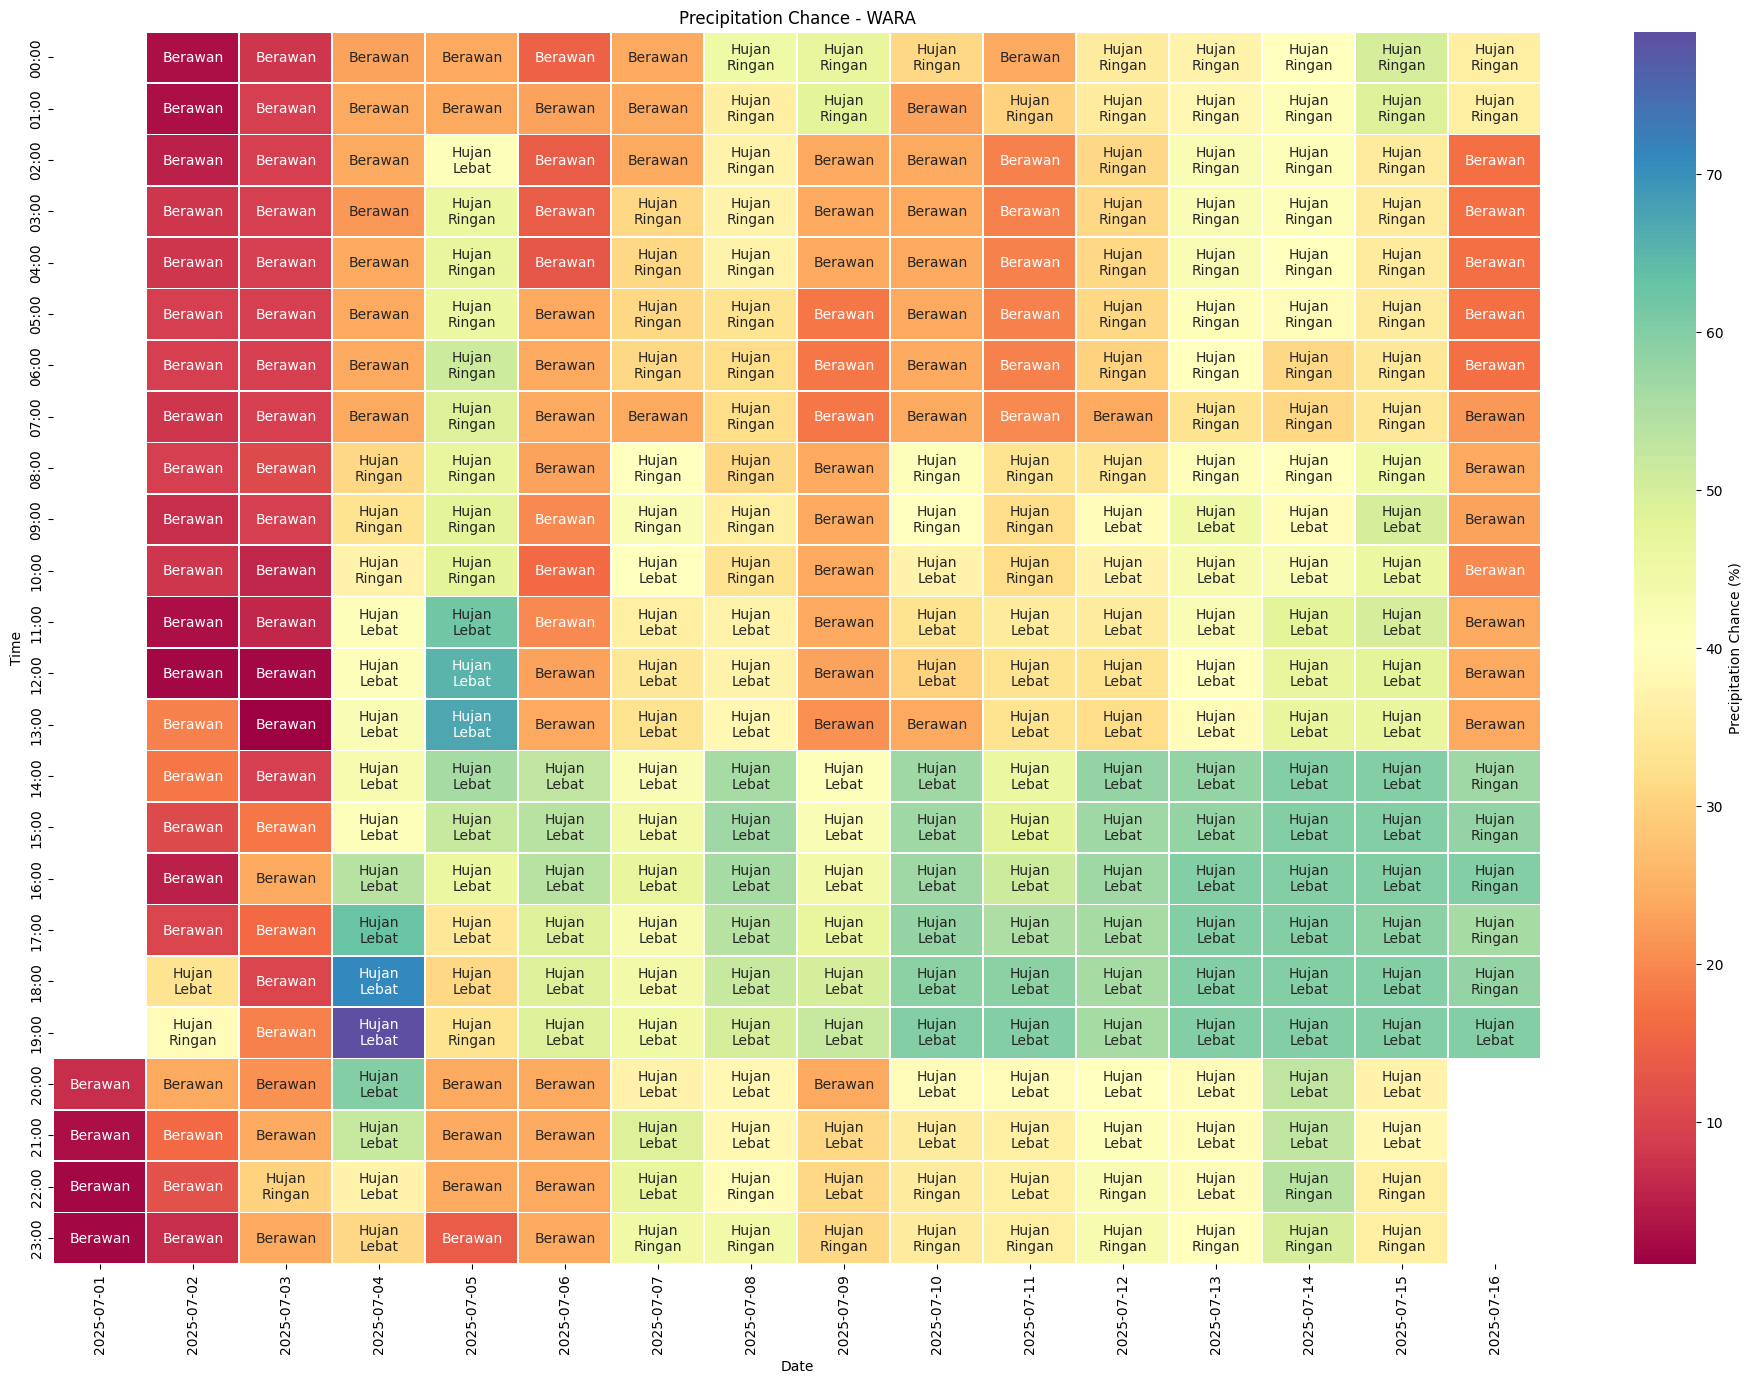 Precipitation Chance - WARA
00:00 Berawan Berawan Berawan Berawan Berawan Berawan Hujan Ringan Hujan Ringan Hujan Ringan Berawan Hujan Ringan Hujan Ringan Hujan Ringan Hujan Ringan Hujan Ringan
01:00 Berawan Berawan Berawan Berawan Berawan Berawan Hujan Ringan Hujan Ringan Berawan Hujan Ringan Hujan Ringan Hujan Ringan Hujan Ringan Hujan Ringan Hujan Ringan
02:00 Berawan Berawan Berawan Hujan Lebat Berawan Berawan Hujan Ringan Berawan Berawan Berawan Hujan Ringan Hujan Ringan Hujan Ringan Hujan Ringan Berawan
03:00 Berawan Berawan Berawan Hujan Ringan Berawan Hujan Ringan Hujan Ringan Berawan Berawan Berawan Hujan Ringan Hujan Ringan Hujan Ringan Hujan Ringan Berawan
04:00 Berawan Berawan Berawan Hujan Ringan Berawan Hujan Ringan Hujan Ringan Berawan Berawan Berawan Hujan Ringan Hujan Ringan Hujan Ringan Hujan Ringan Berawan
05:00 Berawan Berawan Berawan Hujan Ringan Berawan Hujan Ringan Hujan Ringan Berawan Berawan Berawan Hujan Ringan Hujan Ringan Hujan Ringan Hujan Ringan Berawan
06:00 Berawan Berawan Berawan Hujan Ringan Berawan Hujan Ringan Hujan Ringan Berawan Berawan Berawan Hujan Ringan Hujan Ringan Hujan Ringan Hujan Ringan Berawan
07:00 Berawan Berawan Berawan Hujan Ringan Berawan Berawan Hujan Ringan Berawan Berawan Berawan Berawan Hujan Ringan Hujan Ringan Hujan Ringan Berawan
08:00 Berawan Berawan Hujan Ringan Hujan Ringan Berawan Hujan Ringan Hujan Ringan Berawan Hujan Ringan Hujan Ringan Hujan Ringan Hujan Ringan Hujan Ringan Hujan Ringan Berawan
09:00 Berawan Berawan Hujan Ringan Hujan Ringan Berawan Hujan Ringan Hujan Ringan Berawan Hujan Ringan Hujan Ringan Hujan Lebat Hujan Lebat Hujan Lebat Hujan Lebat Berawan
10:00 Berawan Berawan Hujan Ringan Hujan Ringan Berawan Hujan Lebat Hujan Ringan Berawan Hujan Lebat Hujan Ringan Hujan Lebat Hujan Lebat Hujan Lebat Hujan Lebat Berawan
11:00 Berawan Berawan Hujan Lebat Hujan Lebat Berawan Hujan Lebat Hujan Lebat Berawan Hujan Lebat Hujan Lebat Hujan Lebat Hujan Lebat Hujan Lebat Hujan Lebat Berawan
12:00 Berawan Berawan Hujan Lebat Hujan Lebat Berawan Hujan Lebat Hujan Lebat Berawan Hujan Lebat Hujan Lebat Hujan Lebat Hujan Lebat Hujan Lebat Hujan Lebat Berawan
13:00 Berawan Berawan Hujan Lebat Hujan Lebat Berawan Hujan Lebat Hujan Lebat Berawan Berawan Hujan Lebat Hujan Lebat Hujan Lebat Hujan Lebat Hujan Lebat Berawan
14:00 Berawan Berawan Hujan Lebat Hujan Lebat Hujan Lebat Hujan Lebat Hujan Lebat Hujan Lebat Hujan Lebat Hujan Lebat Hujan Lebat Hujan Lebat Hujan Lebat Hujan Lebat Hujan Ringan
15:00 Berawan Berawan Hujan Lebat Hujan Lebat Hujan Lebat Hujan Lebat Hujan Lebat Hujan Lebat Hujan Lebat Hujan Lebat Hujan Lebat Hujan Lebat Hujan Lebat Hujan Lebat Hujan Ringan
16:00 Berawan Berawan Hujan Lebat Hujan Lebat Hujan Lebat Hujan Lebat Hujan Lebat Hujan Lebat Hujan Lebat Hujan Lebat Hujan Lebat Hujan Lebat Hujan Lebat Hujan Lebat Hujan Ringan
17:00 Berawan Berawan Hujan Lebat Hujan Lebat Hujan Lebat Hujan Lebat Hujan Lebat Hujan Lebat Hujan Lebat Hujan Lebat Hujan Lebat Hujan Lebat Hujan Lebat Hujan Lebat Hujan Ringan
18:00 Hujan Lebat Berawan Hujan Lebat Hujan Lebat Hujan Lebat Hujan Lebat Hujan Lebat Hujan Lebat Hujan Lebat Hujan Lebat Hujan Lebat Hujan Lebat Hujan Lebat Hujan Lebat Hujan Ringan
19:00 Hujan Ringan Berawan Hujan Lebat Hujan Ringan Hujan Lebat Hujan Lebat Hujan Lebat Hujan Lebat Hujan Lebat Hujan Lebat Hujan Lebat Hujan Lebat Hujan Lebat Hujan Lebat Hujan Lebat
20:00 Berawan Berawan Berawan Hujan Lebat Berawan Berawan Hujan Lebat Hujan Lebat Berawan Hujan Lebat Hujan Lebat Hujan Lebat Hujan Lebat Hujan Lebat Hujan Lebat
21:00 Berawan Berawan Berawan Hujan Lebat Berawan Berawan Hujan Lebat Hujan Lebat Hujan Lebat Hujan Lebat Hujan Lebat Hujan Lebat Hujan Lebat Hujan Lebat Hujan Lebat
22:00 Berawan Berawan Hujan Ringan Hujan Lebat Berawan Berawan Hujan Lebat Hujan Ringan Hujan Lebat Hujan Ringan Hujan Lebat Hujan Ringan Hujan Lebat Hujan Ringan Hujan Ringan
23:00 Berawan Berawan Berawan Hujan Lebat Berawan Berawan Hujan Ringan Hujan Ringan Hujan Ringan Hujan Ringan Hujan Ringan Hujan Ringan Hujan Ringan Hujan Ringan Hujan Ringan
Time
2025-07-01 2025-07-02 2025-07-03 2025-07-04 2025-07-05 2025-07-06 2025-07-07 2025-07-08 2025-07-09 2025-07-10 2025-07-11 2025-07-12 2025-07-13 2025-07-14 2025-07-15 2025-07-16
Date
70
60
50
40
30
20
10
Precipitation Chance (%)